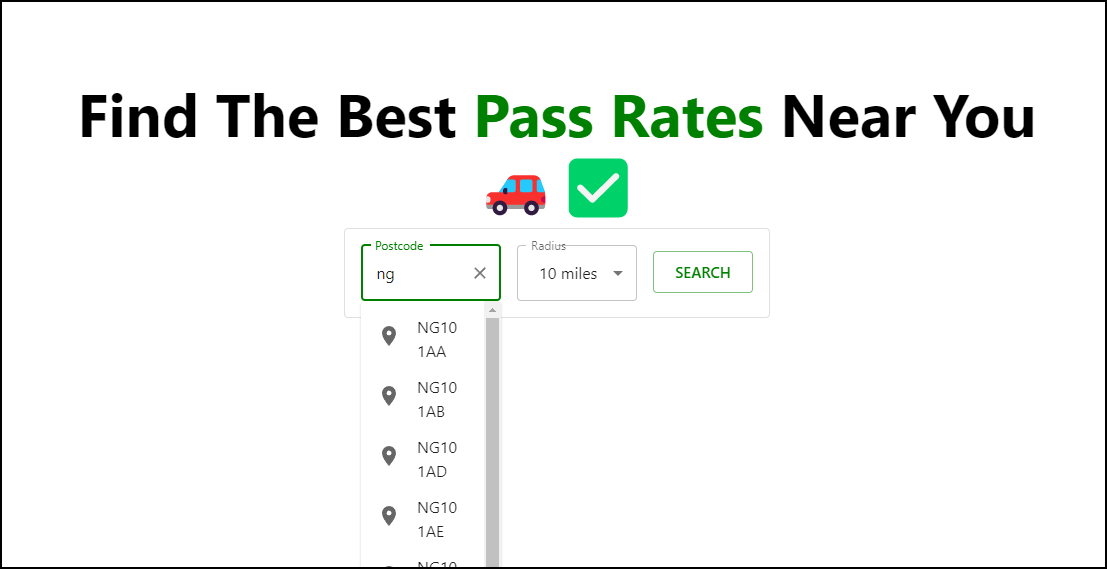 Find The Best Pass Rates Near You
Postcode
ng
Radius
10 miles
SEARCH
NG10
1AA
NG10
1AB
NG10
1AD
NG10
1AE
NG10